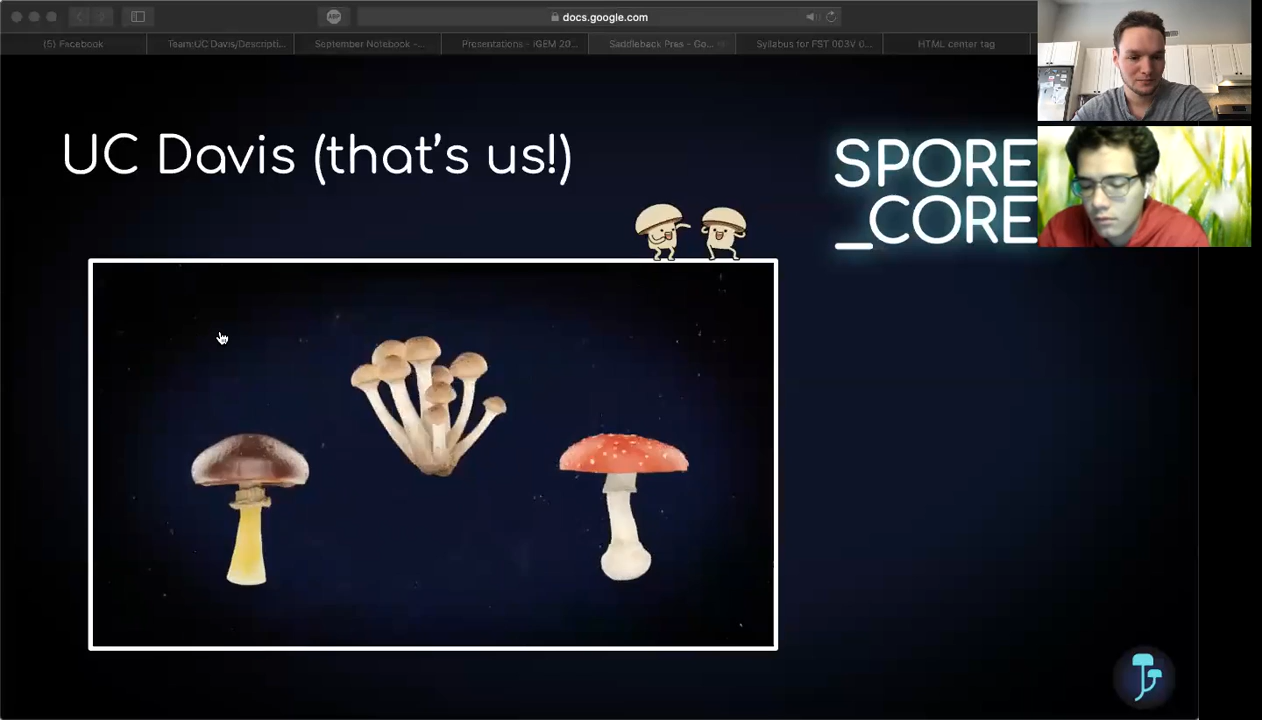 ABP
docs.google.com
(5) Facebook
Team:UC Davis/Descripti...
September Notebook -...
Presentations - iGEM 20...
Saddleback Pres - Go...
Syllabus for FST 003V 0...
HTML center tag
UC Davis (that's us!)
SPORE
_CORE